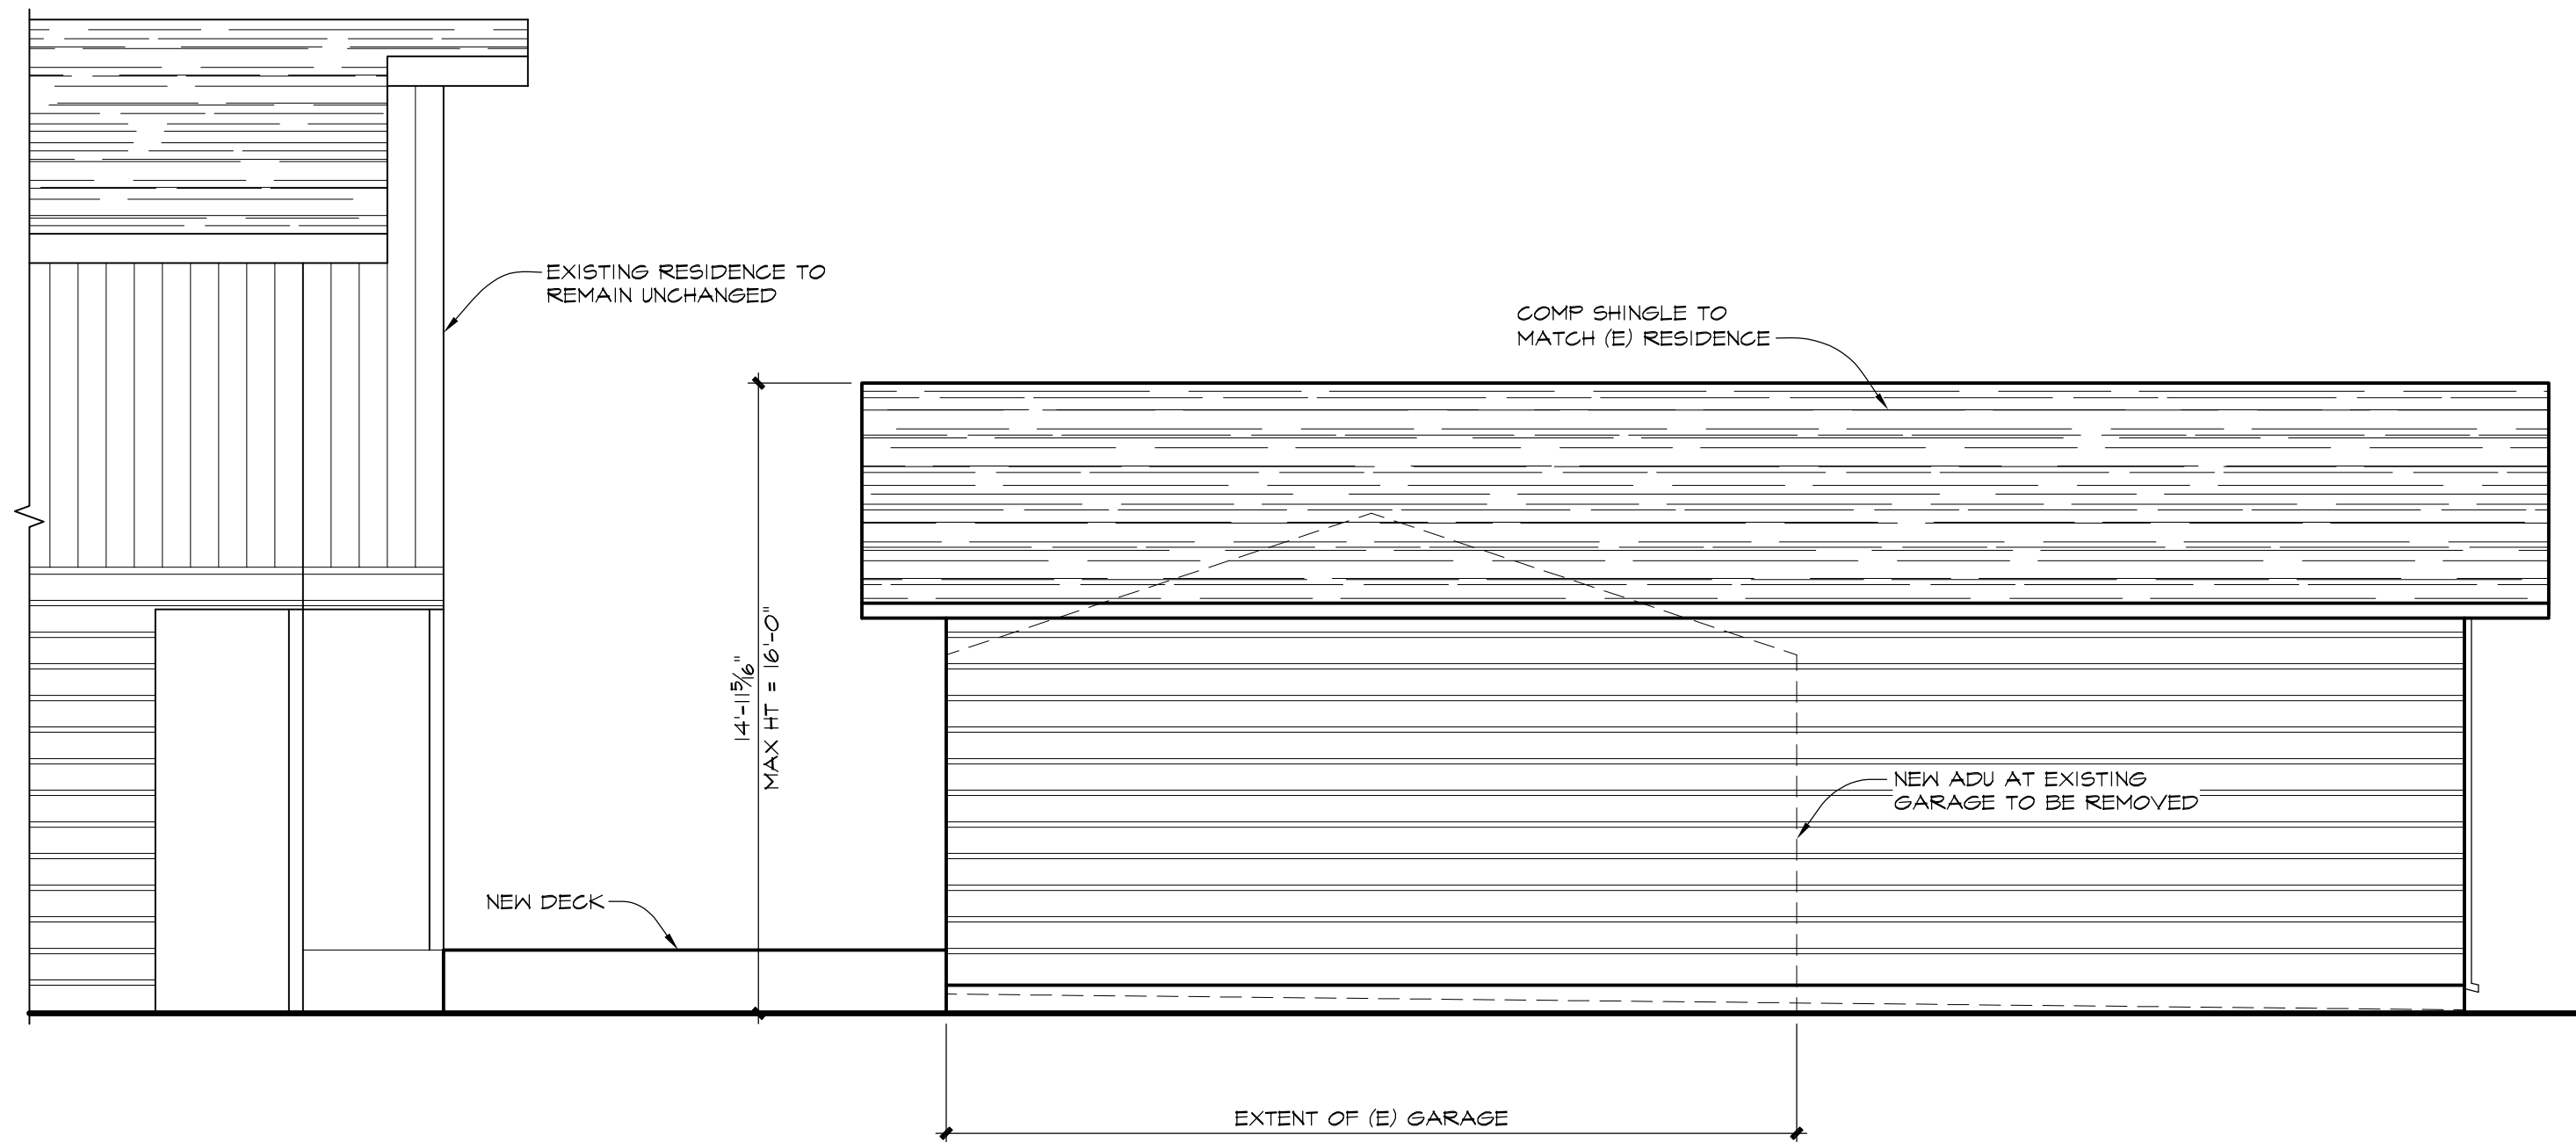 EXISTING RESIDENCE TO
REMAIN UNCHANGED
COMP SHINGLE TO
MATCH (E) RESIDENCE
14'-11 5/16"
MAX HT = 16'-0"
NEW ADU AT EXISTING
GARAGE TO BE REMOVED
NEW DECK
EXTENT OF (E) GARAGE